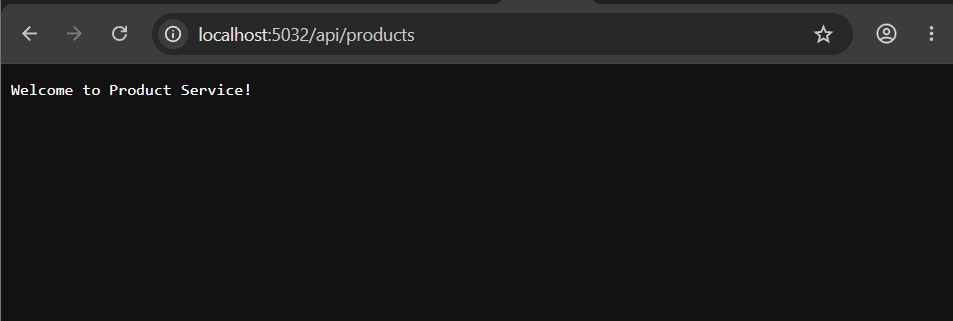 localhost:5032/api/products
Welcome to Product Service!